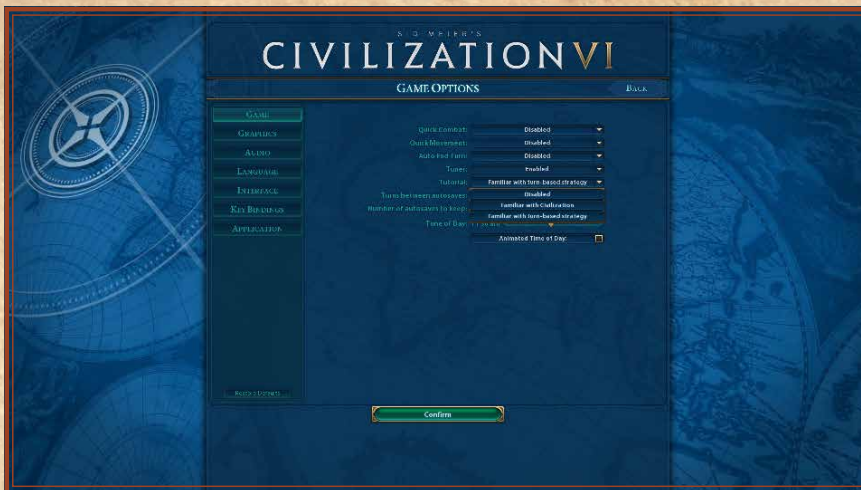 SID MEIER'S
CIVILIZATION VI
GAME OPTIONS
BACK
GAME
GRAPHICS
AUDIO
LANGUAGE
INTERFACE
KEY BINDINGS
APPLICATION
Quick Combat: Disabled
Quick Movement: Disabled
Auto End Turn: Disabled
Tuner: Enabled
Tutorial: Familiar with turn-based strategy
Turns between autosaves: Disabled
Number of autosaves to keep: Familiar with Civilization
Familiar with turn-based strategy
Time of Day:
Animated Time of Day:
Restore Defaults
Confirm